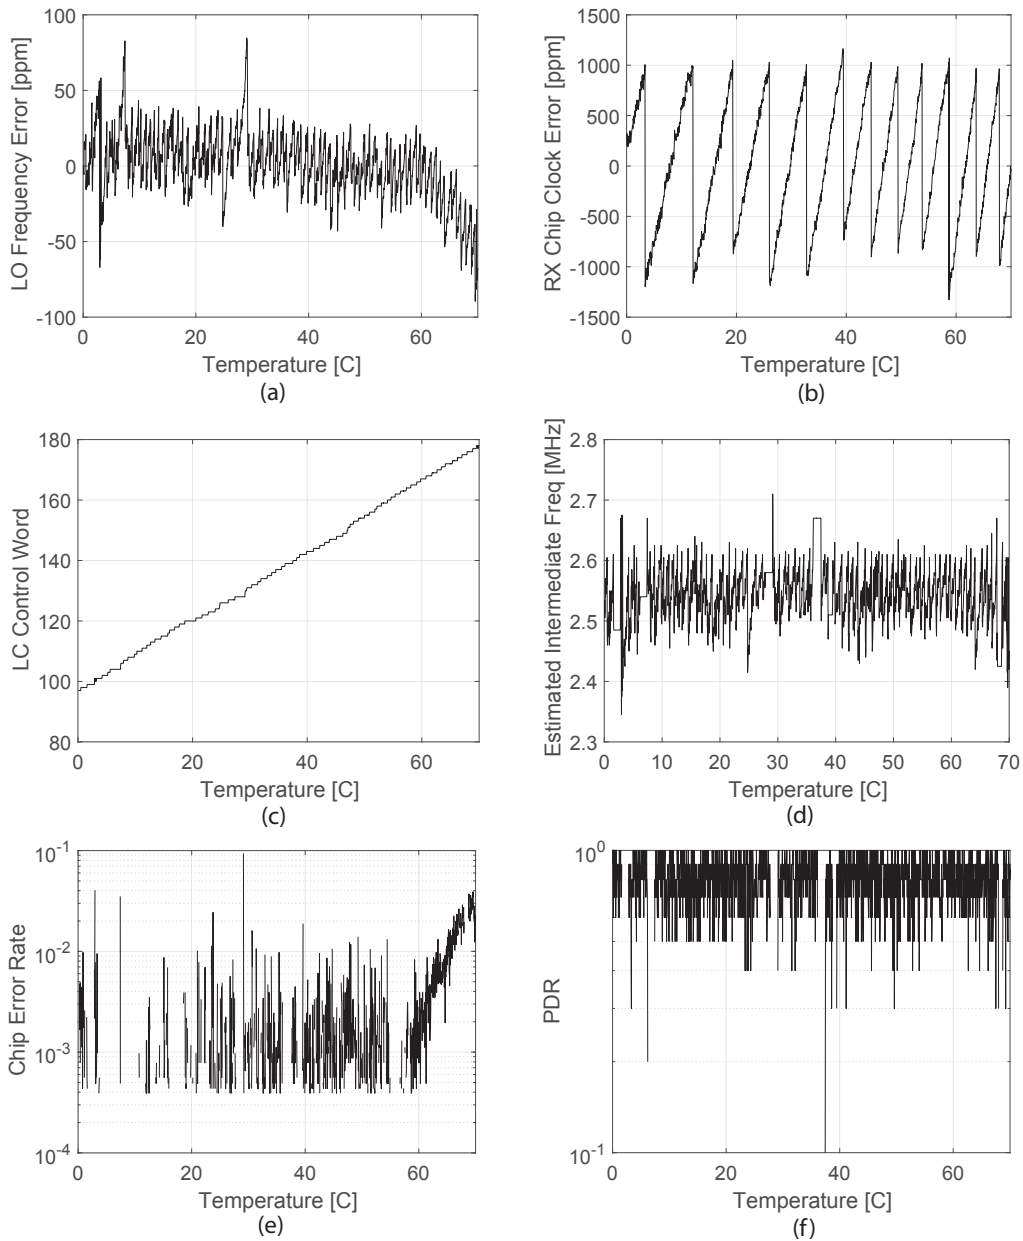 LO Frequency Error [ppm]
100
50
0
-50
-100
0 20 40 60
Temperature [C]
(a)
RX Chip Clock Error [ppm]
1500
1000
500
0
-500
-1000
-1500
0 20 40 60
Temperature [C]
(b)
LC Control Word
180
160
140
120
100
80
0 20 40 60
Temperature [C]
(c)
Estimated Intermediate Freq [MHz]
2.8
2.7
2.6
2.5
2.4
2.3
0 10 20 30 40 50 60 70
Temperature [C]
(d)
Chip Error Rate
10-1
10-2
10-3
10-4
0 20 40 60
Temperature [C]
(e)
PDR
100
10-1
0 20 40 60
Temperature [C]
(f)